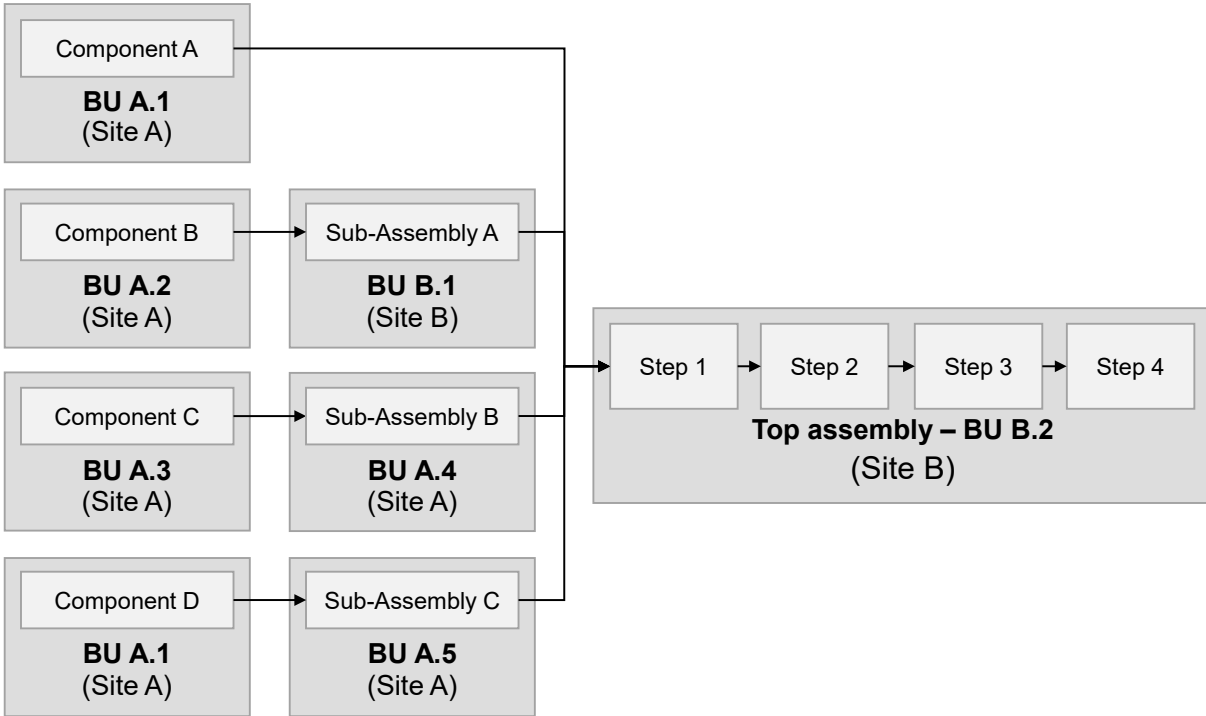 Component A
BU A.1
(Site A)
Component B
BU A.2
(Site A)
Sub-Assembly A
BU B.1
(Site B)
Component C
BU A.3
(Site A)
Sub-Assembly B
BU A.4
(Site A)
Component D
BU A.1
(Site A)
Sub-Assembly C
BU A.5
(Site A)
Step 1
Step 2
Step 3
Step 4
Top assembly – BU B.2
(Site B)